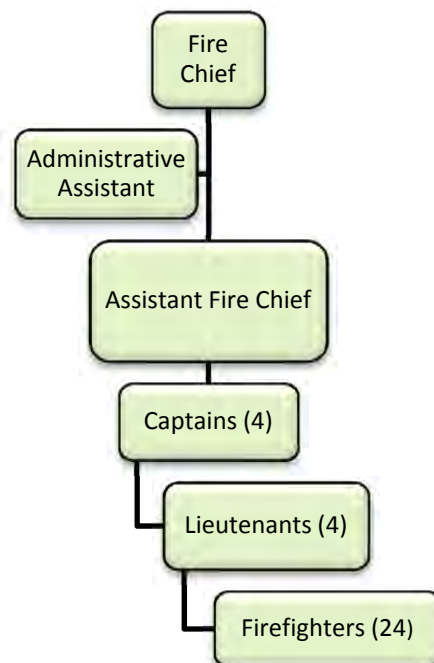 Fire
Chief
Administrative
Assistant
Assistant Fire Chief
Captains (4)
Lieutenants (4)
Firefighters (24)